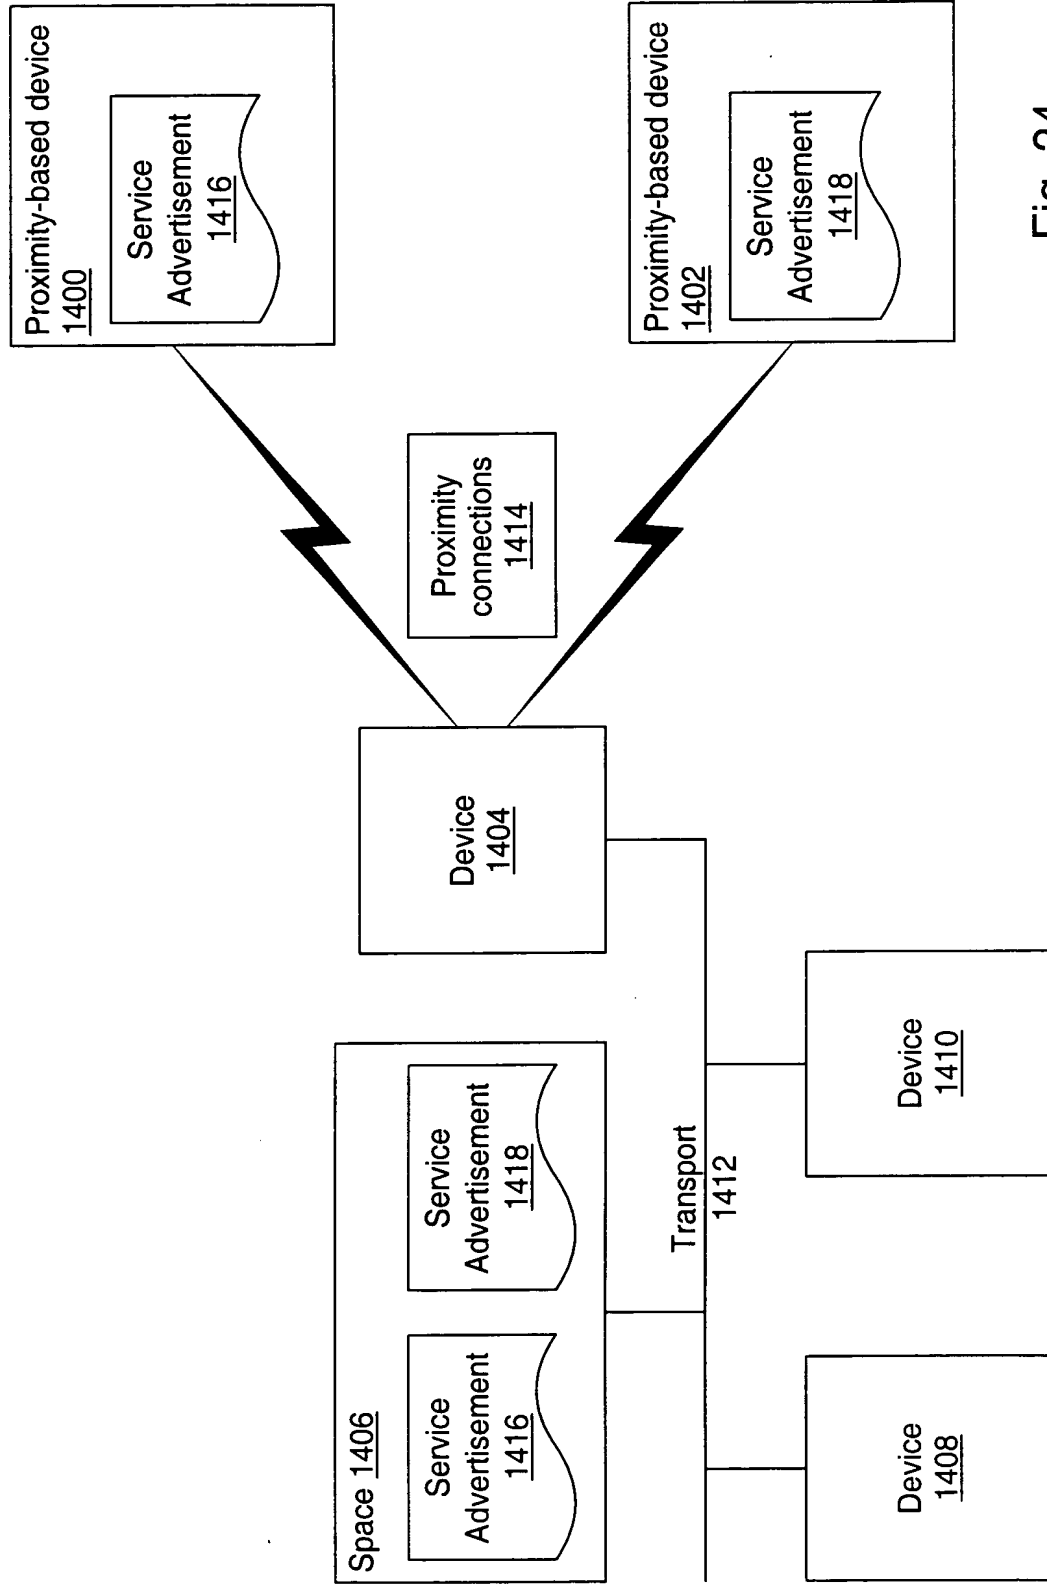 Space 1406
Service
Advertisement
1416
Service
Advertisement
1418
Device
1404
Proximity
connections
1414
Proximity-based device
1400
Service
Advertisement
1416
Proximity-based device
1402
Service
Advertisement
1418
Transport
1412
Device
1408
Device
1410